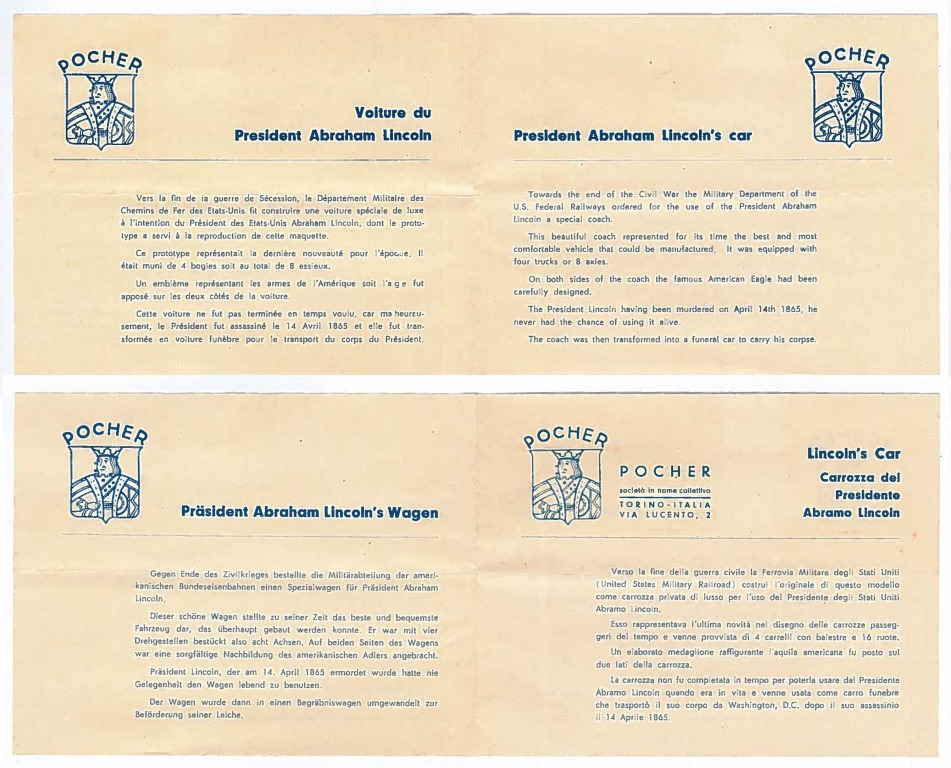 POCHER
Voiture du
President Abraham Lincoln
Vers la fin de la guerre de Sécession, le Département Militaire des
Chemins de Fer des Etats-Unis fit construire une voiture spéciale de luxe
à l'intention du Président des Etats-Unis Abraham Lincoln, dont le proto-
type a servi à la reproduction de cette maquette.
Ce prototype représentait la dernière nouveauté pour l'époque. Il
était muni de 4 bogies soit au total de 8 essieux.
Un emblème représentant les armes de l'Amérique soit l'a g e fut
apposé sur les deux côtés de la voiture.
Cette voiture ne fut pas terminée en temps voulu, car ma heureu-
sement, le Président fut assassiné le 14 Avril 1865 et elle fut tran-
sformée en voiture funèbre pour le transport du corps du Président.
POCHER
President Abraham Lincoln's car
Towards the end of the Civil War the Military Department of the
U.S. Federal Railways ordered for the use of the President Abraham
Lincoln a special coach.
This beautiful coach represented for its time the best and most
comfortable vehicle that could be manufactured. It was equipped with
four trucks or 8 axles.
On both sides of the coach the famous American Eagle had been
carefully designed.
The President Lincoln having been murdered on April 14th 1865, he
never had the chance of using it alive.
The coach was then transformed into a funeral car to carry his corpse.
POCHER
Präsident Abraham Lincoln's Wagen
Gegen Ende des Zivilkrieges bestellte die Militärabteilung der ameri-
kanischen Bundeseisenbahnen einen Spezialwagen für Präsident Abraham
Lincoln.
Dieser schöne Wagen stellte zu seiner Zeit das beste und bequemste
Fahrzeug dar, das überhaupt gebaut werden konnte. Er war mit vier
Drehgestellen bestückt also acht Achsen. Auf beiden Seiten des Wagens
war eine sorgfältige Nachbildung des amerikanischen Adlers angebracht.
Präsident Lincoln, der am 14. April 1865 ermordet wurde hatte nie
Gelegenheit den Wagen lebend zu benutzen.
Der Wagen wurde dann in einen Begräbniswagen umgewandelt zur
Beförderung seiner Leiche.
POCHER
POCHER
società in nome collettivo
TORINO - ITALIA
VIA LUCENTO, 2
Lincoln's Car
Carrozza del
Presidente
Abramo Lincoln
Verso la fine della guerra civile la Ferrovia Militare degli Stati Uniti
(United States Military Railroad) costruì l'originale di questo modello
come carrozza privata di lusso per l'uso del Presidente degli Stati Uniti
Abramo Lincoln.
Esso rappresentava l'ultima novità nel disegno delle carrozze passeg-
geri del tempo e venne provvista di 4 carrelli con balestre e 16 ruote.
Un elaborato medaglione raffigurante l'aquila americana fu posto sul
due lati della carrozza.
La carrozza non fu completata in tempo per poterla usare dal Presidente
Abramo Lincoln quando era in vita e venne usata come carro funebre
che trasportò il suo corpo da Washington, D.C. dopo il suo assassinio
il 14 Aprile 1865.